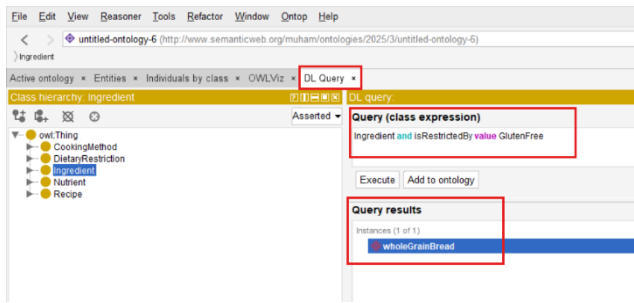 File Edit View Reasoner Tools Refactor Window Ontop Help
untitled-ontology-6 (http://www.semanticweb.org/muham/ontologies/2025/3/untitled-ontology-6)
Ingredient
Active ontology × Entities × Individuals by class × OWLViz × DL Query ×
Class hierarchy: Ingredient
DL query:
Asserted
Query (class expression)
Ingredient and isRestrictedBy value GlutenFree
owl:Thing
CookingMethod
DietaryRestriction
Ingredient
Nutrient
Recipe
Execute Add to ontology
Query results
Instances (1 of 1)
wholeGrainBread